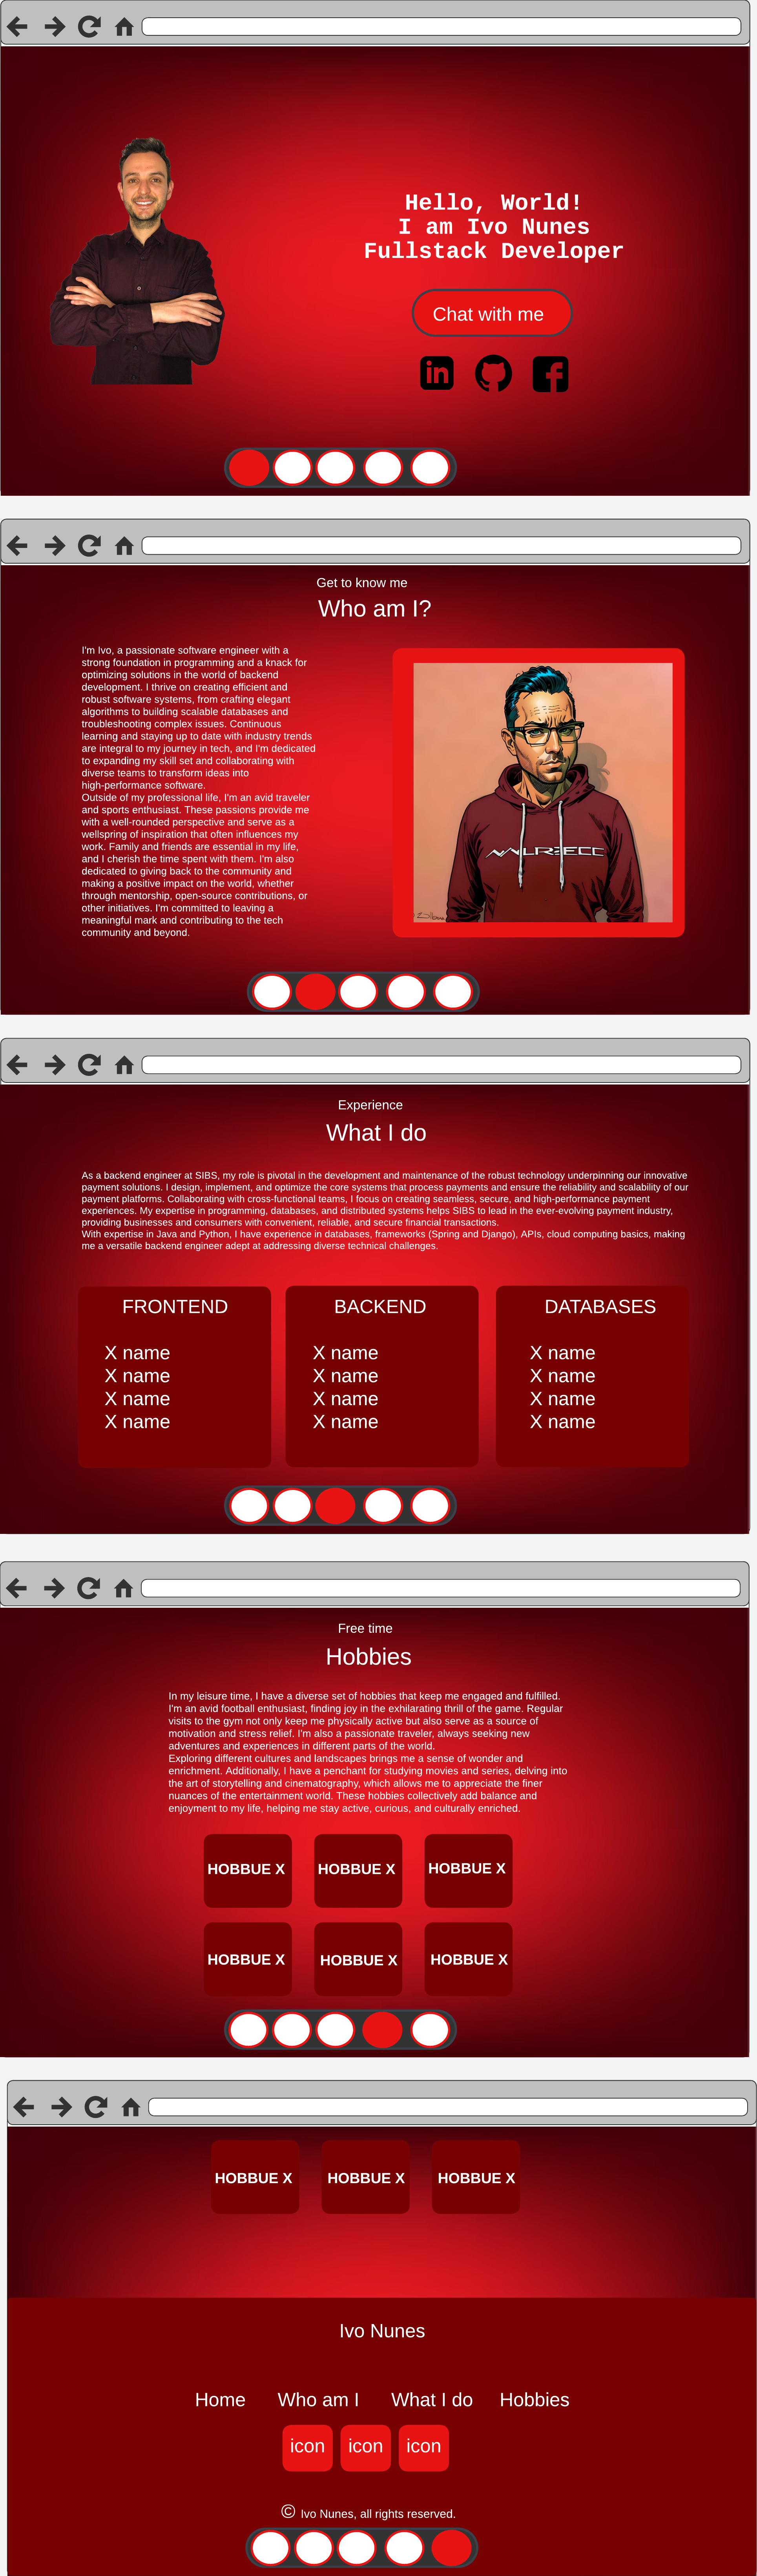 Hello, World!
I am Ivo Nunes
Fullstack Developer
Chat with me
in
Get to know me
Who am I?
I'm Ivo, a passionate software engineer with a
strong foundation in programming and a knack for
optimizing solutions in the world of backend
development. I thrive on creating efficient and
robust software systems, from crafting elegant
algorithms to building scalable databases and
troubleshooting complex issues. Continuous
learning and staying up to date with industry trends
are integral to my journey in tech, and I'm dedicated
to expanding my skill set and collaborating with
diverse teams to transform ideas into
high-performance software.
Outside of my professional life, I'm an avid traveler
and sports enthusiast. These passions provide me
with a well-rounded perspective and serve as a
wellspring of inspiration that often influences my
work. Family and friends are essential in my life,
and I cherish the time spent with them. I'm also
dedicated to giving back to the community and
making a positive impact on the world, whether
through mentorship, open-source contributions, or
other initiatives. I'm committed to leaving a
meaningful mark and contributing to the tech
community and beyond.
Experience
What I do
As a backend engineer at SIBS, my role is pivotal in the development and maintenance of the robust technology underpinning our innovative
payment solutions. I design, implement, and optimize the core systems that process payments and ensure the reliability and scalability of our
payment platforms. Collaborating with cross-functional teams, I focus on creating seamless, secure, and high-performance payment
experiences. My expertise in programming, databases, and distributed systems helps SIBS to lead in the ever-evolving payment industry,
providing businesses and consumers with convenient, reliable, and secure financial transactions.
With expertise in Java and Python, I have experience in databases, frameworks (Spring and Django), APIs, cloud computing basics, making
me a versatile backend engineer adept at addressing diverse technical challenges.
FRONTEND
X name
X name
X name
X name
BACKEND
X name
X name
X name
X name
DATABASES
X name
X name
X name
X name
Free time
Hobbies
In my leisure time, I have a diverse set of hobbies that keep me engaged and fulfilled.
I'm an avid football enthusiast, finding joy in the exhilarating thrill of the game. Regular
visits to the gym not only keep me physically active but also serve as a source of
motivation and stress relief. I'm also a passionate traveler, always seeking new
adventures and experiences in different parts of the world.
Exploring different cultures and landscapes brings me a sense of wonder and
enrichment. Additionally, I have a penchant for studying movies and series, delving into
the art of storytelling and cinematography, which allows me to appreciate the finer
nuances of the entertainment world. These hobbies collectively add balance and
enjoyment to my life, helping me stay active, curious, and culturally enriched.
HOBBUE X HOBBUE X HOBBUE X
HOBBUE X HOBBUE X HOBBUE X
HOBBUE X HOBBUE X HOBBUE X
Ivo Nunes
Home Who am I What I do Hobbies
icon icon icon
© Ivo Nunes, all rights reserved.